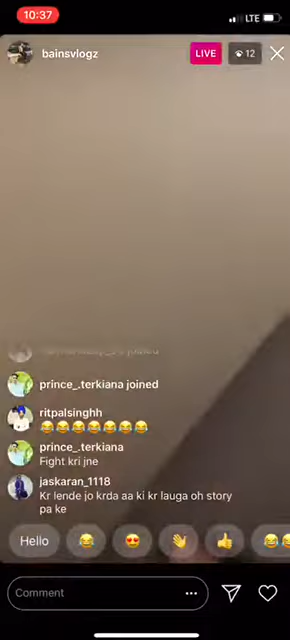 10:37
LTE
bainsvlogz
LIVE
12
joined
prince_.terkiana joined
ritpalsinghh
😂😂😂😂😂😂😂
prince_.terkiana
Fight kri jne
jaskaran_1118
Kr lende jo krda aa ki kr lauga oh story
pa ke
Hello
Comment